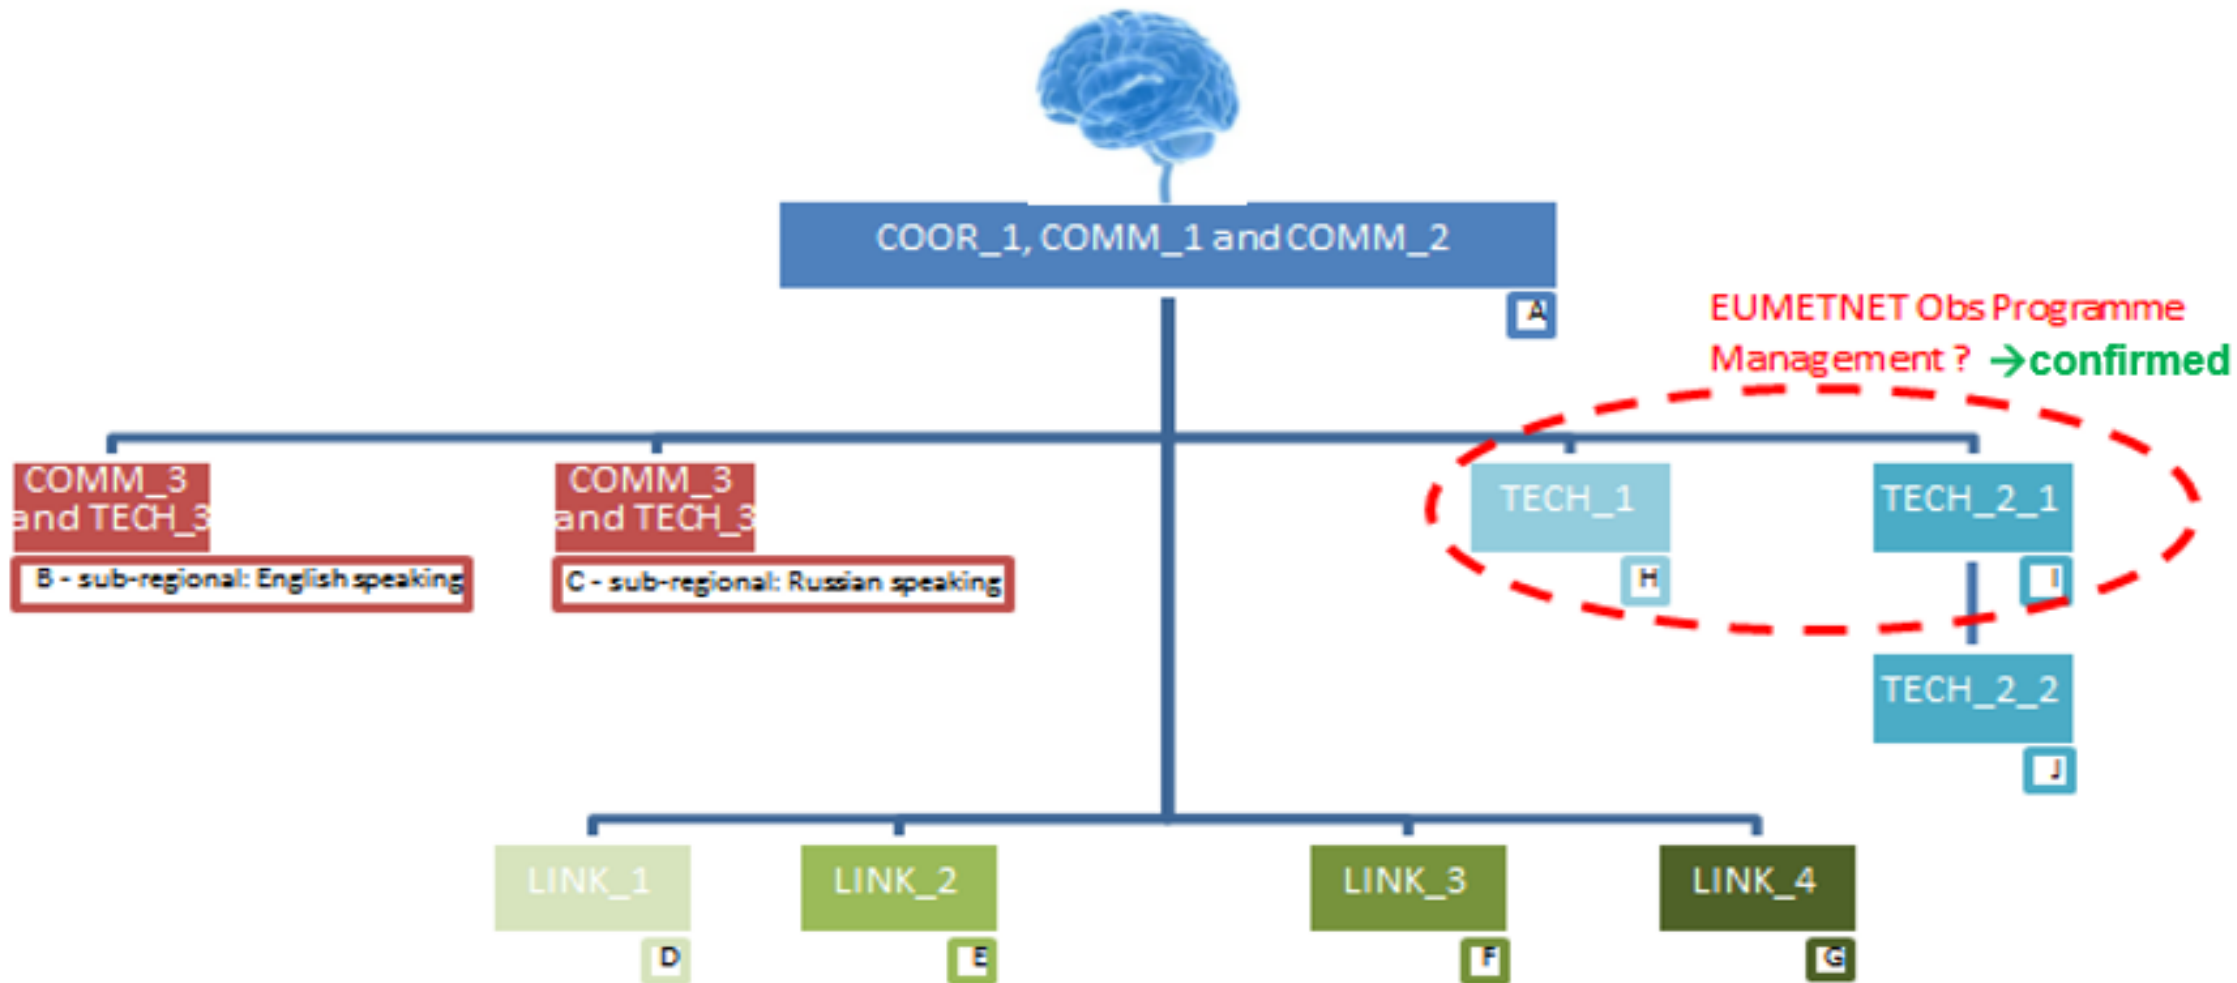 COOR_1, COMM_1 and COMM_2
A
EUMETNET Obs Programme
Management ? →confirmed
COMM_3
and TECH_3
B - sub-regional: English speaking
COMM_3
and TECH_3
C - sub-regional: Russian speaking
TECH_1
H
TECH_2_1
I
TECH_2_2
J
LINK_1
D
LINK_2
E
LINK_3
F
LINK_4
G